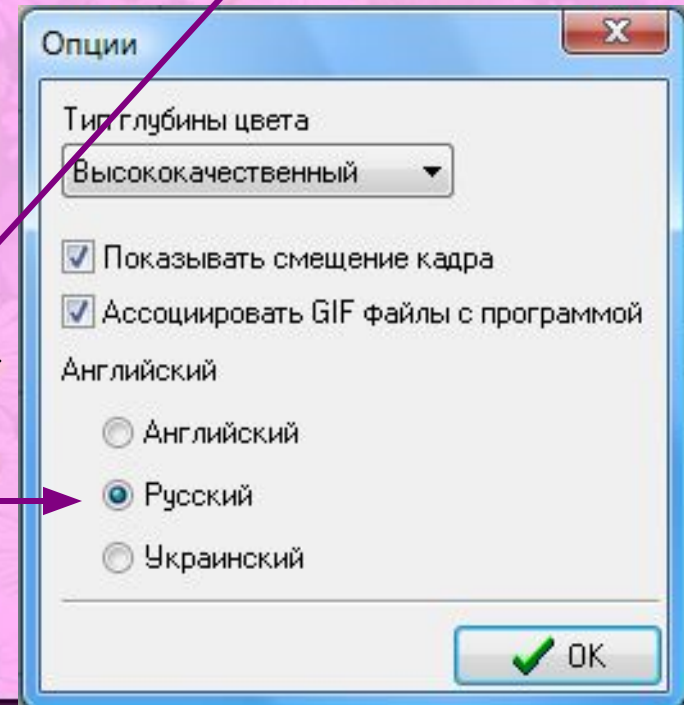 Опции
Тип глубины цвета
Высококачественный
Показывать смещение кадра
Ассоциировать GIF файлы с программой
Английский
Английский
Русский
Украинский
OK